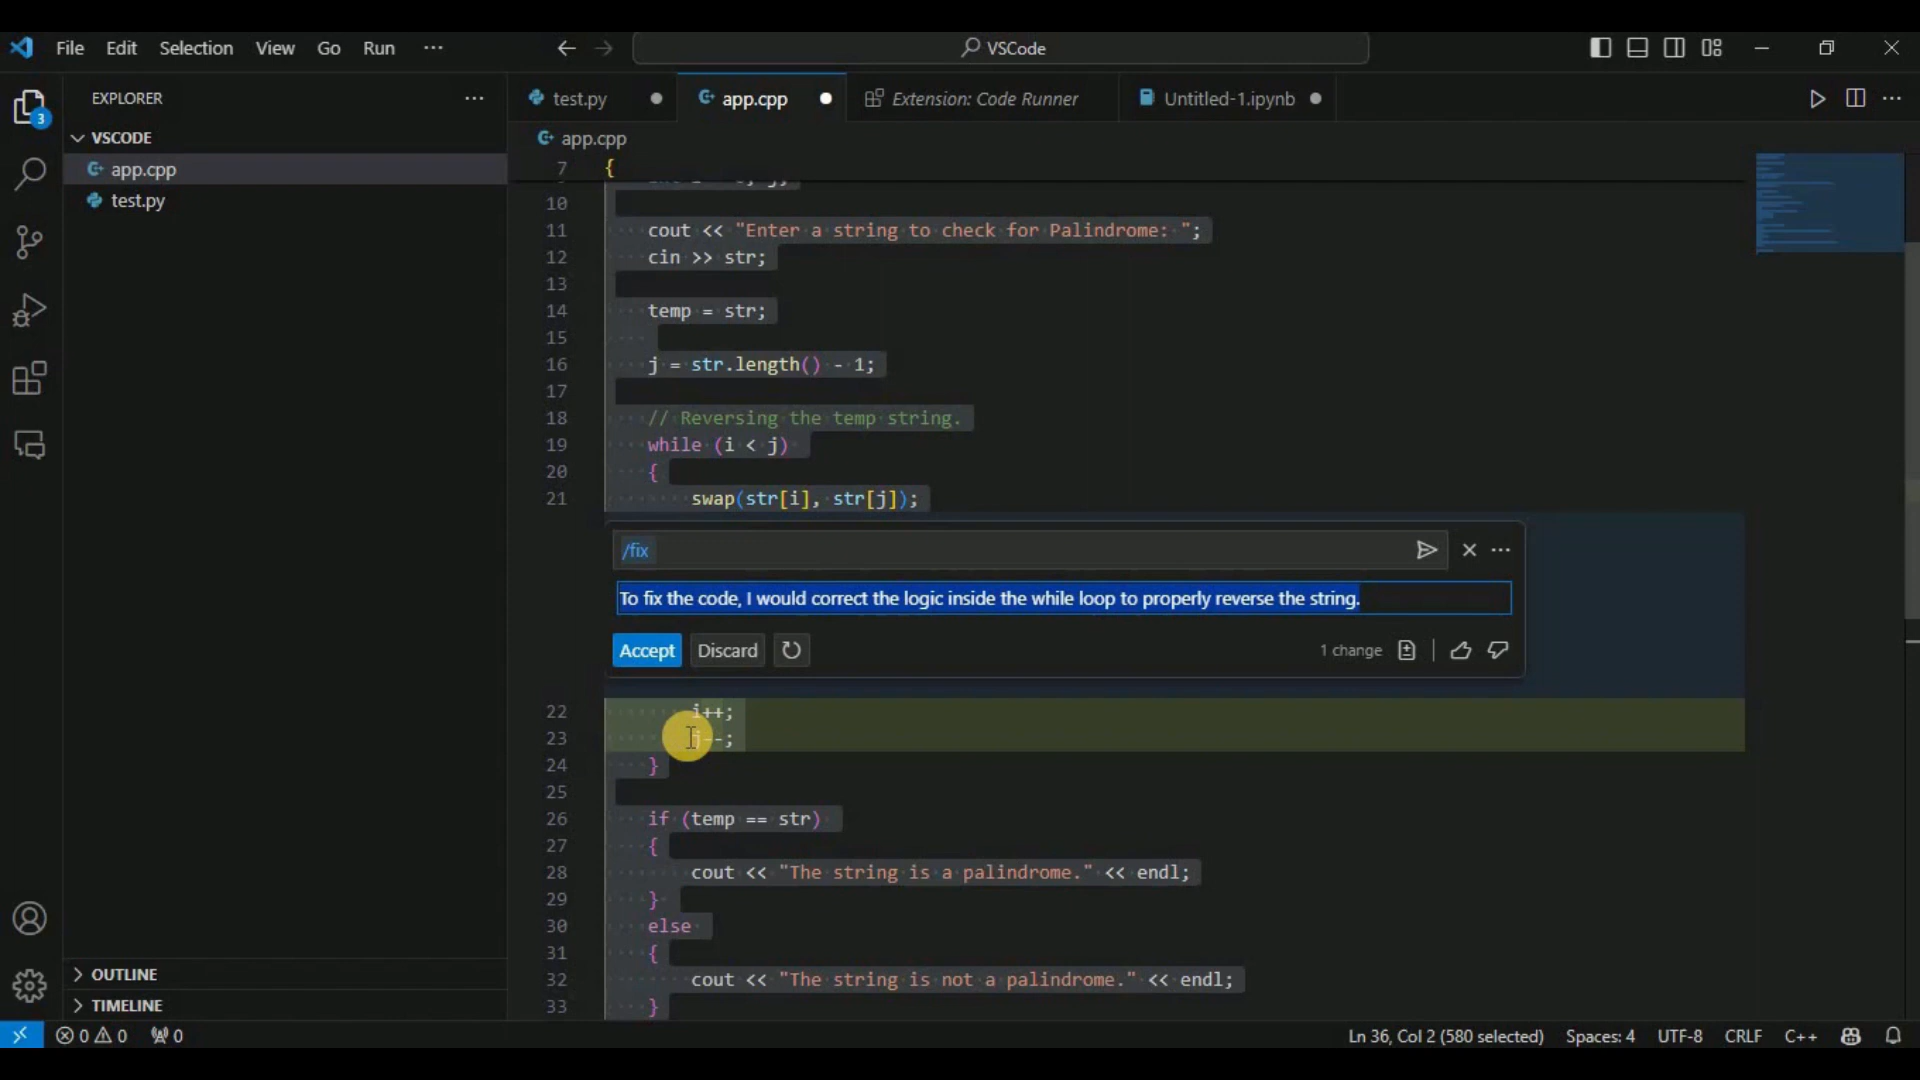 File Edit Selection View Go Run ...
VSCode
EXPLORER
VSCODE
app.cpp
test.py
OUTLINE
TIMELINE
3
test.py
app.cpp
Extension: Code Runner
Untitled-1.ipynb
app.cpp
7 {
10
11 cout << "Enter a string to check for Palindrome: ";
12 cin >> str;
13
14 temp = str;
15
16 j = str.length() - 1;
17
18 // Reversing the temp string.
19 while (i < j)
20 {
21 swap(str[i], str[j]);
/fix
To fix the code, I would correct the logic inside the while loop to properly reverse the string.
Accept Discard
1 change
22 i++;
23 j--;
24 }
25
26 if (temp == str)
27 {
28 cout << "The string is a palindrome." << endl;
29 }
30 else
31 {
32 cout << "The string is not a palindrome." << endl;
33 }
0 0 0
Ln 36, Col 2 (580 selected) Spaces: 4 UTF-8 CRLF C++